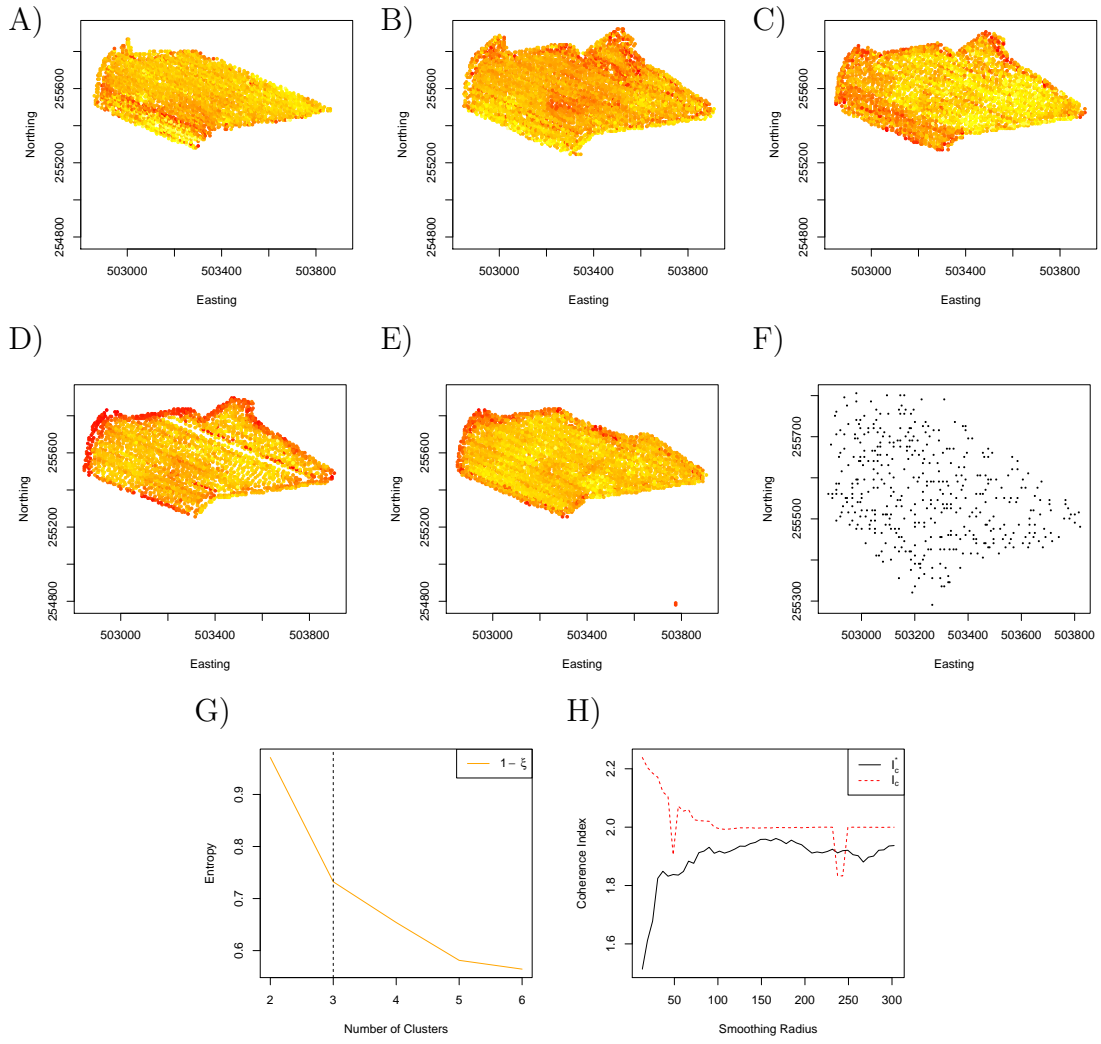 A)
B)
C)
Northing
255600
255200
254800
503000
503400
503800
Easting
Northing
255600
255200
254800
503000
503400
503800
Easting
Northing
255600
255200
254800
503000
503400
503800
Easting
D)
E)
F)
Northing
255600
255200
254800
503000
503400
503800
Easting
Northing
255600
255200
254800
503000
503400
503800
Easting
Northing
255700
255500
255300
503000
503200
503400
503600
503800
Easting
G)
H)
Entropy
0.9
0.8
0.7
0.6
1 − ξ
2
3
4
5
6
Number of Clusters
Coherence Index
2.2
2.0
1.8
1.6
I*c
Ic
50
100
150
200
250
300
Smoothing Radius